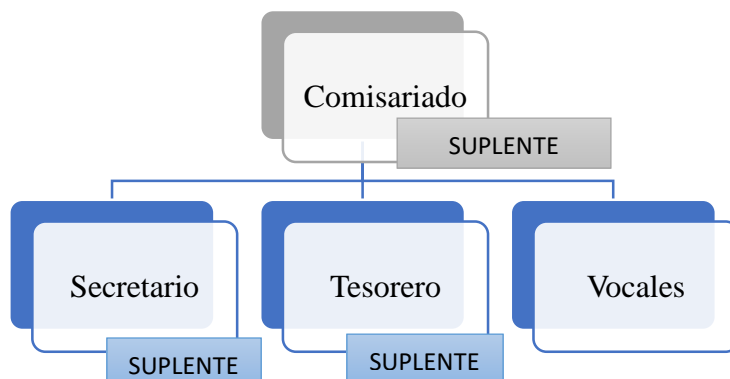 Comisariado
SUPLENTE
Secretario
Tesorero
Vocales
SUPLENTE
SUPLENTE